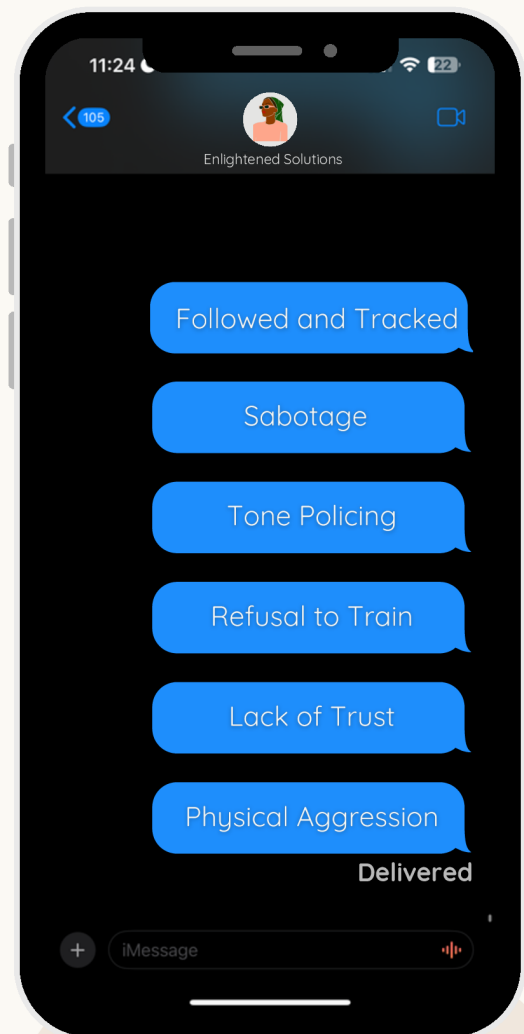 11:24
22
105
Enlightened Solutions
Followed and Tracked
Sabotage
Tone Policing
Refusal to Train
Lack of Trust
Physical Aggression
Delivered
iMessage